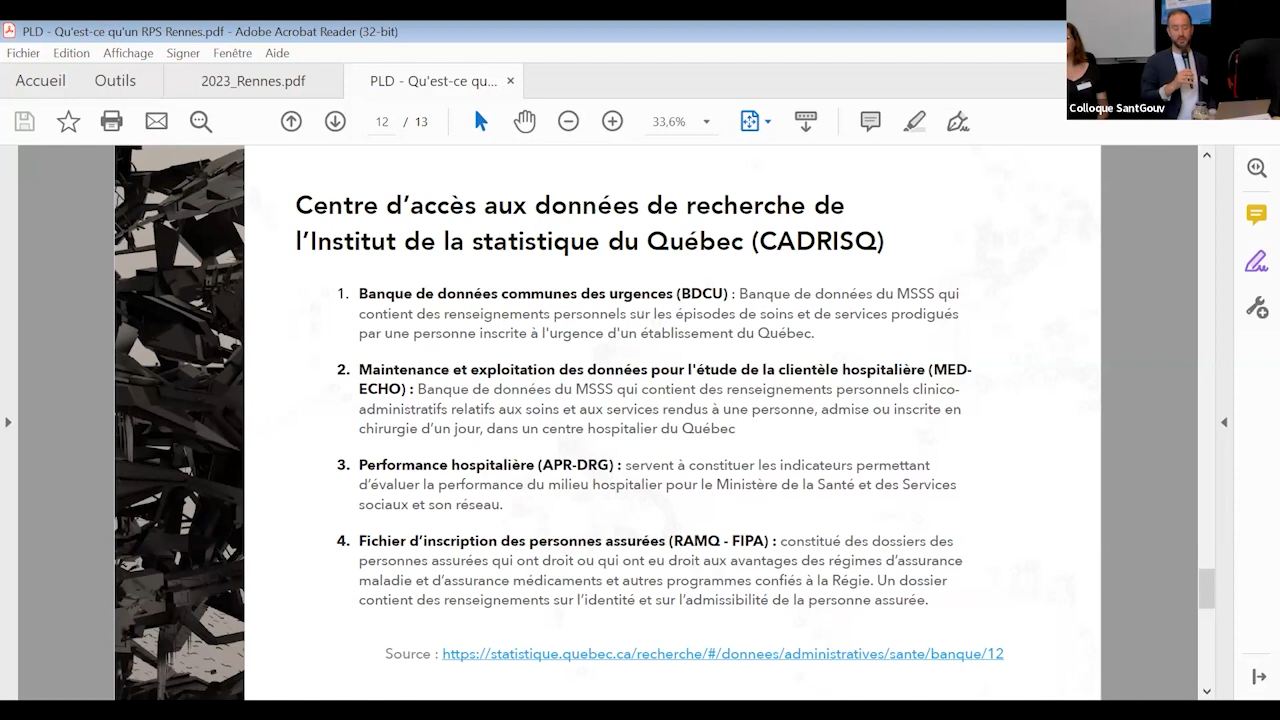 PLD - Qu'est-ce qu'un RPS Rennes.pdf - Adobe Acrobat Reader (32-bit)
Fichier Edition Affichage Signer Fenêtre Aide
Accueil Outils 2023_Rennes.pdf PLD - Qu'est-ce qu... ×
12 / 13 33,6%
Colloque SantGouv
Centre d’accès aux données de recherche de
l’Institut de la statistique du Québec (CADRISQ)
1. Banque de données communes des urgences (BDCU) : Banque de données du MSSS qui
contient des renseignements personnels sur les épisodes de soins et de services prodigués
par une personne inscrite à l'urgence d'un établissement du Québec.
2. Maintenance et exploitation des données pour l'étude de la clientèle hospitalière (MED-
ECHO) : Banque de données du MSSS qui contient des renseignements personnels clinico-
administratifs relatifs aux soins et aux services rendus à une personne, admise ou inscrite en
chirurgie d’un jour, dans un centre hospitalier du Québec
3. Performance hospitalière (APR-DRG) : servent à constituer les indicateurs permettant
d’évaluer la performance du milieu hospitalier pour le Ministère de la Santé et des Services
sociaux et son réseau.
4. Fichier d’inscription des personnes assurées (RAMQ - FIPA) : constitué des dossiers des
personnes assurées qui ont droit ou qui ont eu droit aux avantages des régimes d’assurance
maladie et d’assurance médicaments et autres programmes confiés à la Régie. Un dossier
contient des renseignements sur l’identité et sur l’admissibilité de la personne assurée.
Source : https://statistique.quebec.ca/recherche/#/donnees/administratives/sante/banque/12